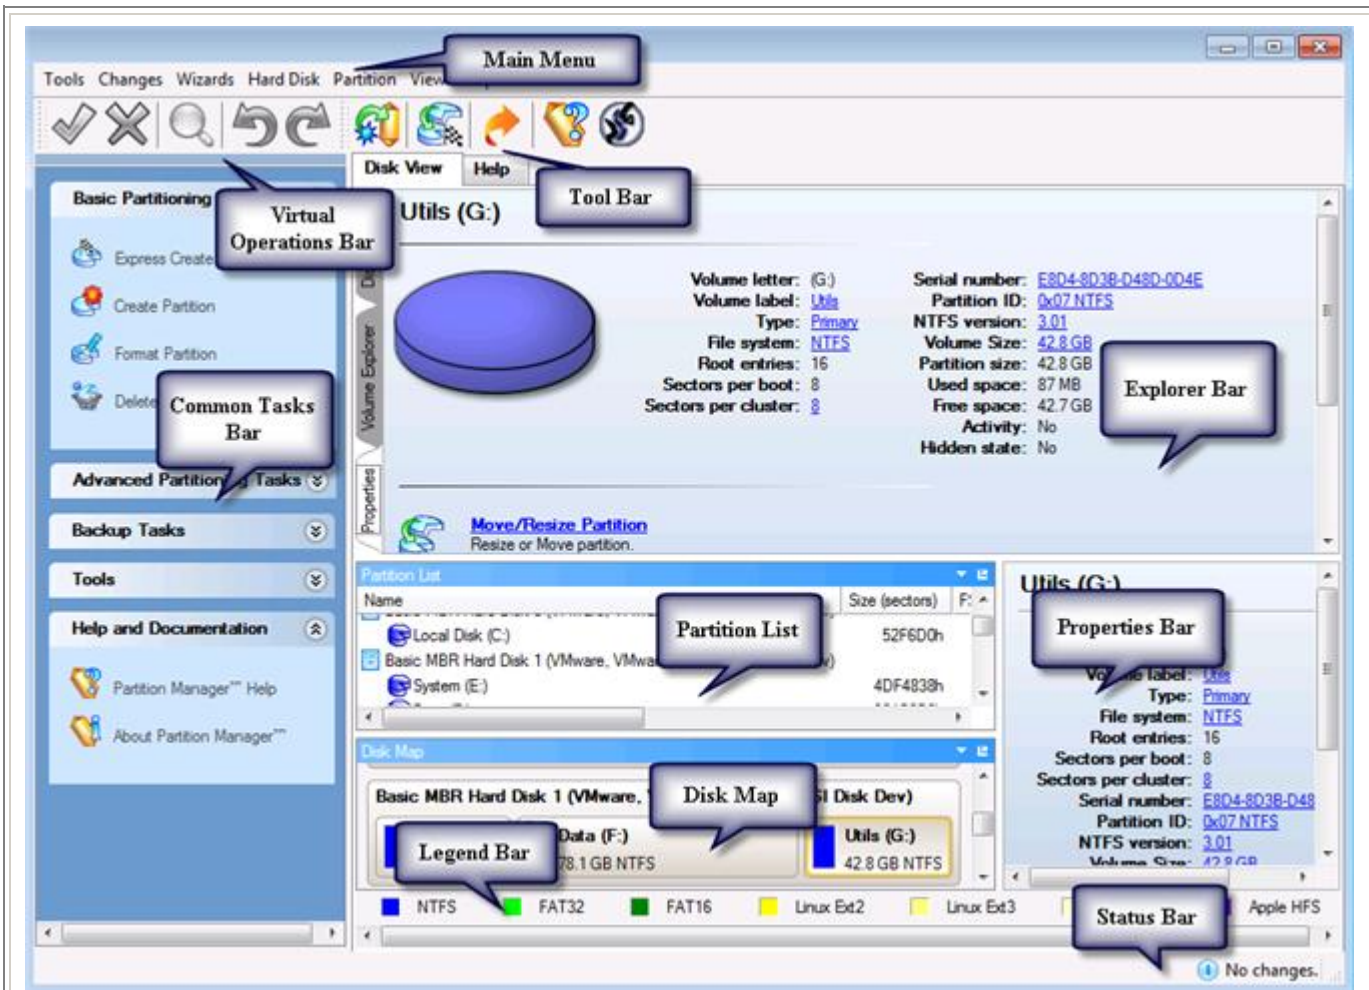 Main Menu
Tools Changes Wizards Hard Disk Partition View
Disk View Help
Tool Bar
Virtual
Operations Bar
Basic Partitioning
Express Create
Create Partition
Format Partition
Delete
Common Tasks
Bar
Advanced Partitioning Tasks
Backup Tasks
Tools
Help and Documentation
Partition Manager™ Help
About Partition Manager™
Volume Explorer
Properties
Utils (G:)
Volume letter: (G:)
Volume label: Utils
Type: Primary
File system: NTFS
Root entries: 16
Sectors per boot: 8
Sectors per cluster: 8
Serial number: E8D4-8D3B-D48D-0D4E
Partition ID: 0x07 NTFS
NTFS version: 3.01
Volume Size: 42.8 GB
Partition size: 42.8 GB
Used space: 87 MB
Free space: 42.7 GB
Activity: No
Hidden state: No
Explorer Bar
Move/Resize Partition
Resize or Move partition.
Partition List
Name Size (sectors)
Local Disk (C:) 52F6D0h
Basic MBR Hard Disk 1 (VMware,
System (E:) 4DF4838h
Partition List
Disk Map
Basic MBR Hard Disk 1 (VMware, SI Disk Dev)
Data (F:)
78.1 GB NTFS
Utils (G:)
42.8 GB NTFS
Disk Map
Legend Bar
NTFS FAT32 FAT16 Linux Ext2 Linux Ext3 Apple HFS
Utils (G:)
Properties Bar
Volume label: Utils
Type: Primary
File system: NTFS
Root entries: 16
Sectors per boot: 8
Sectors per cluster: 8
Serial number: E8D4-8D3B-D48
Partition ID: 0x07 NTFS
NTFS version: 3.01
Volume Size: 42.8 GB
Status Bar
No changes.